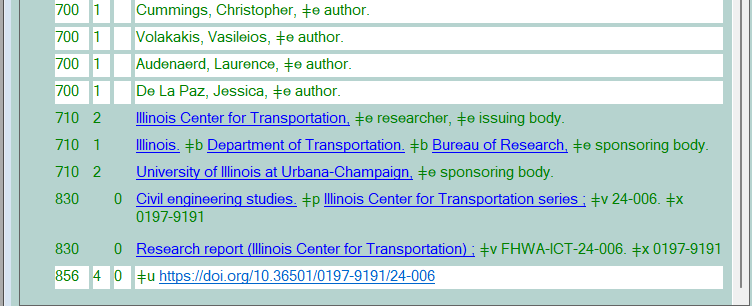 700 1 Cummings, Christopher, ǂe author.
700 1 Volakakis, Vasileios, ǂe author.
700 1 Audenaerd, Laurence, ǂe author.
700 1 De La Paz, Jessica, ǂe author.
710 2 Illinois Center for Transportation, ǂe researcher, ǂe issuing body.
710 1 Illinois. ǂb Department of Transportation. ǂb Bureau of Research, ǂe sponsoring body.
710 2 University of Illinois at Urbana-Champaign, ǂe sponsoring body.
830 0 Civil engineering studies. ǂp Illinois Center for Transportation series ; ǂv 24-006. ǂx
0197-9191
830 0 Research report (Illinois Center for Transportation) ; ǂv FHWA-ICT-24-006. ǂx 0197-9191
856 4 0 ǂu https://doi.org/10.36501/0197-9191/24-006